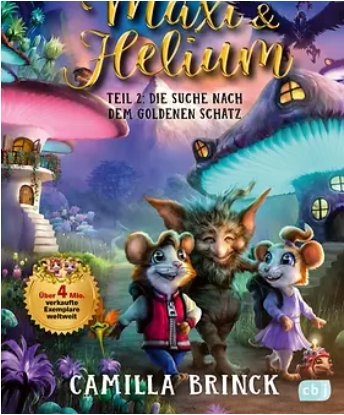 Maxi &
Helium
TEIL 2: DIE SUCHE NACH
DEM GOLDENEN SCHATZ
Über 4 Mio.
verkaufte
Exemplare
weltweit
CAMILLA BRINCK
cbj